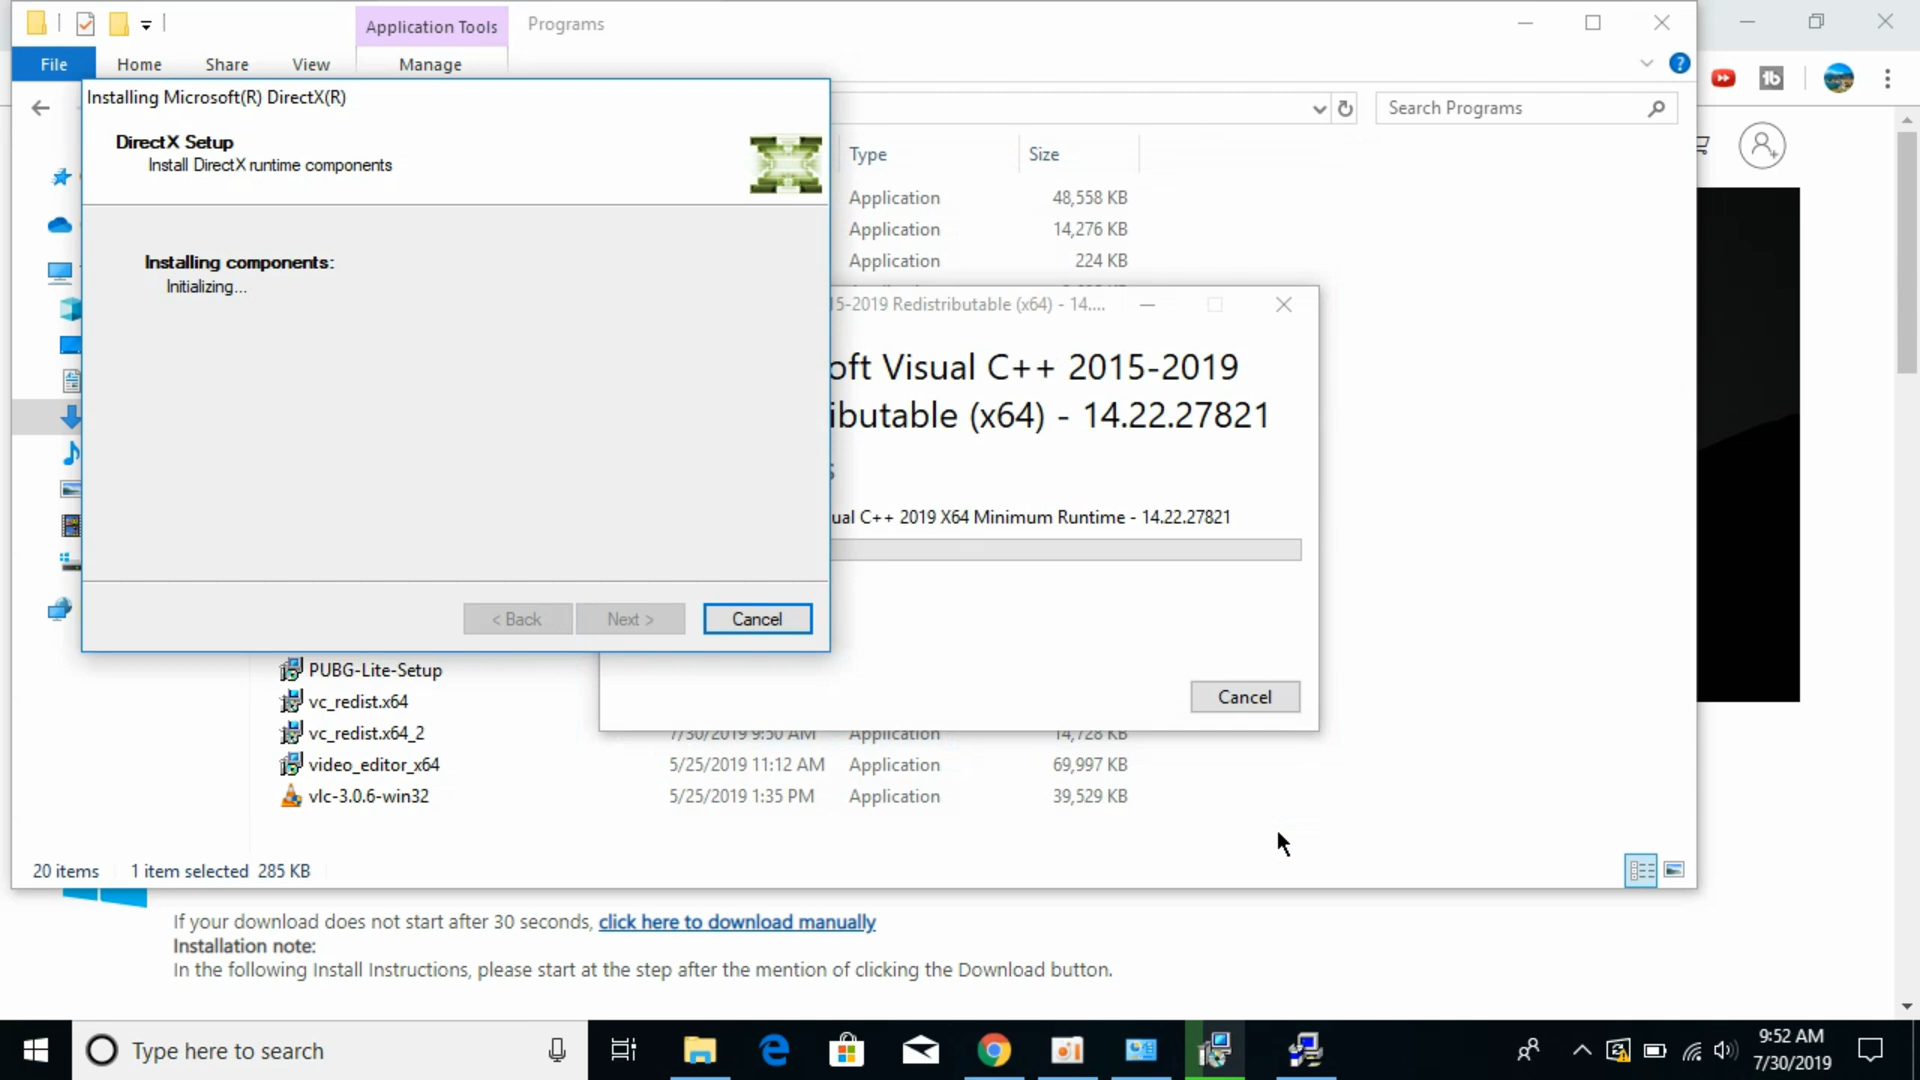 Application Tools
Programs
File
Home
Share
View
Manage
Installing Microsoft(R) DirectX(R)
Search Programs
DirectX Setup
Install DirectX runtime components
Type
Size
Application
48,558 KB
Application
14,276 KB
Application
224 KB
Installing components:
Initializing...
15-2019 Redistributable (x64) - 14....
oft Visual C++ 2015-2019
ibutable (x64) - 14.22.27821
ual C++ 2019 X64 Minimum Runtime - 14.22.27821
< Back
Next >
Cancel
Cancel
PUBG-Lite-Setup
vc_redist.x64
vc_redist.x64_2
7/30/2019 9:50 AM
Application
14,728 KB
video_editor_x64
5/25/2019 11:12 AM
Application
69,997 KB
vlc-3.0.6-win32
5/25/2019 1:35 PM
Application
39,529 KB
20 items
1 item selected 285 KB
If your download does not start after 30 seconds, click here to download manually
Installation note:
In the following Install Instructions, please start at the step after the mention of clicking the Download button.
Type here to search
9:52 AM
7/30/2019